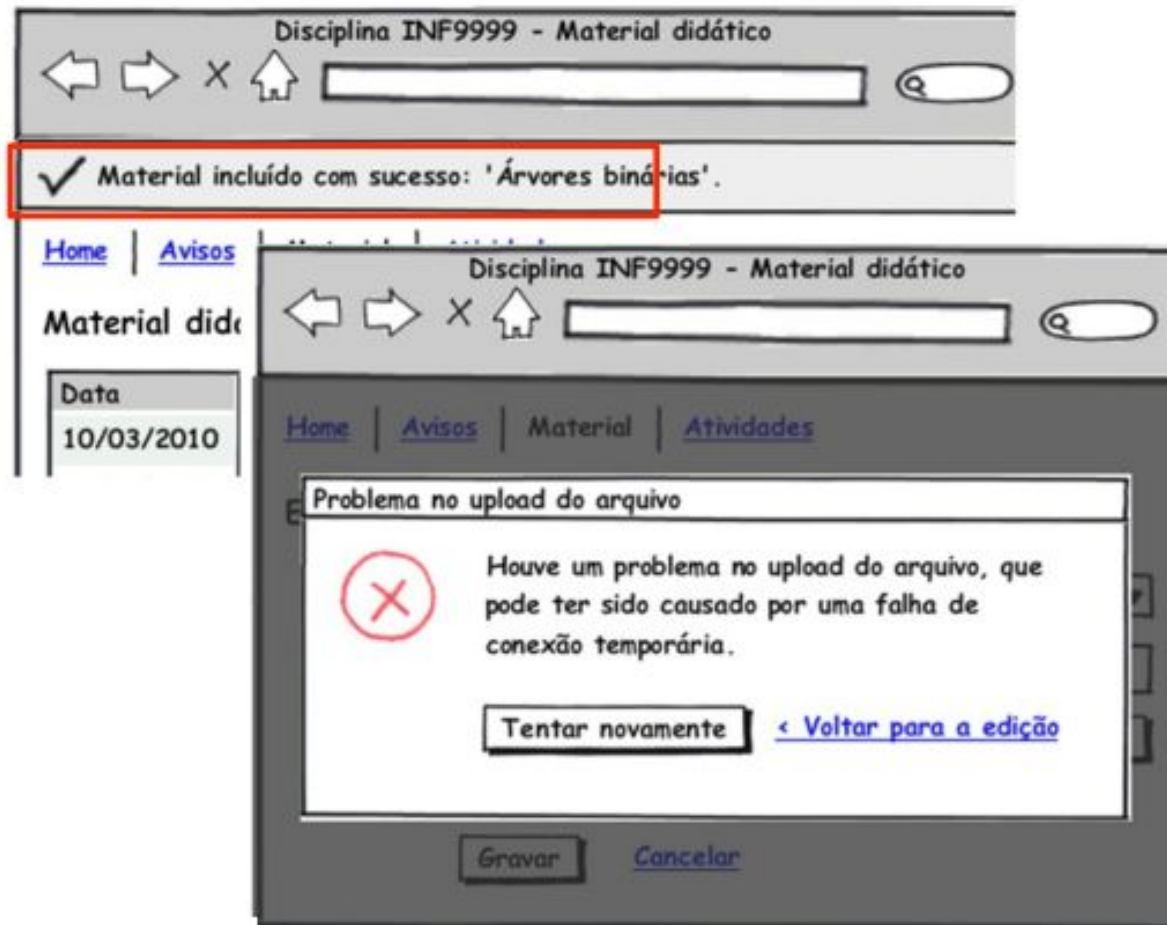 Disciplina INF9999 - Material didático
Material incluído com sucesso: 'Árvores binárias'.
Home | Avisos
Material
Data
10/03/2010
Disciplina INF9999 - Material didático
Home | Avisos | Material | Atividades
Problema no upload do arquivo
Houve um problema no upload do arquivo, que
pode ter sido causado por uma falha de
conexão temporária.
Tentar novamente < Voltar para a edição
Gravar Cancelar